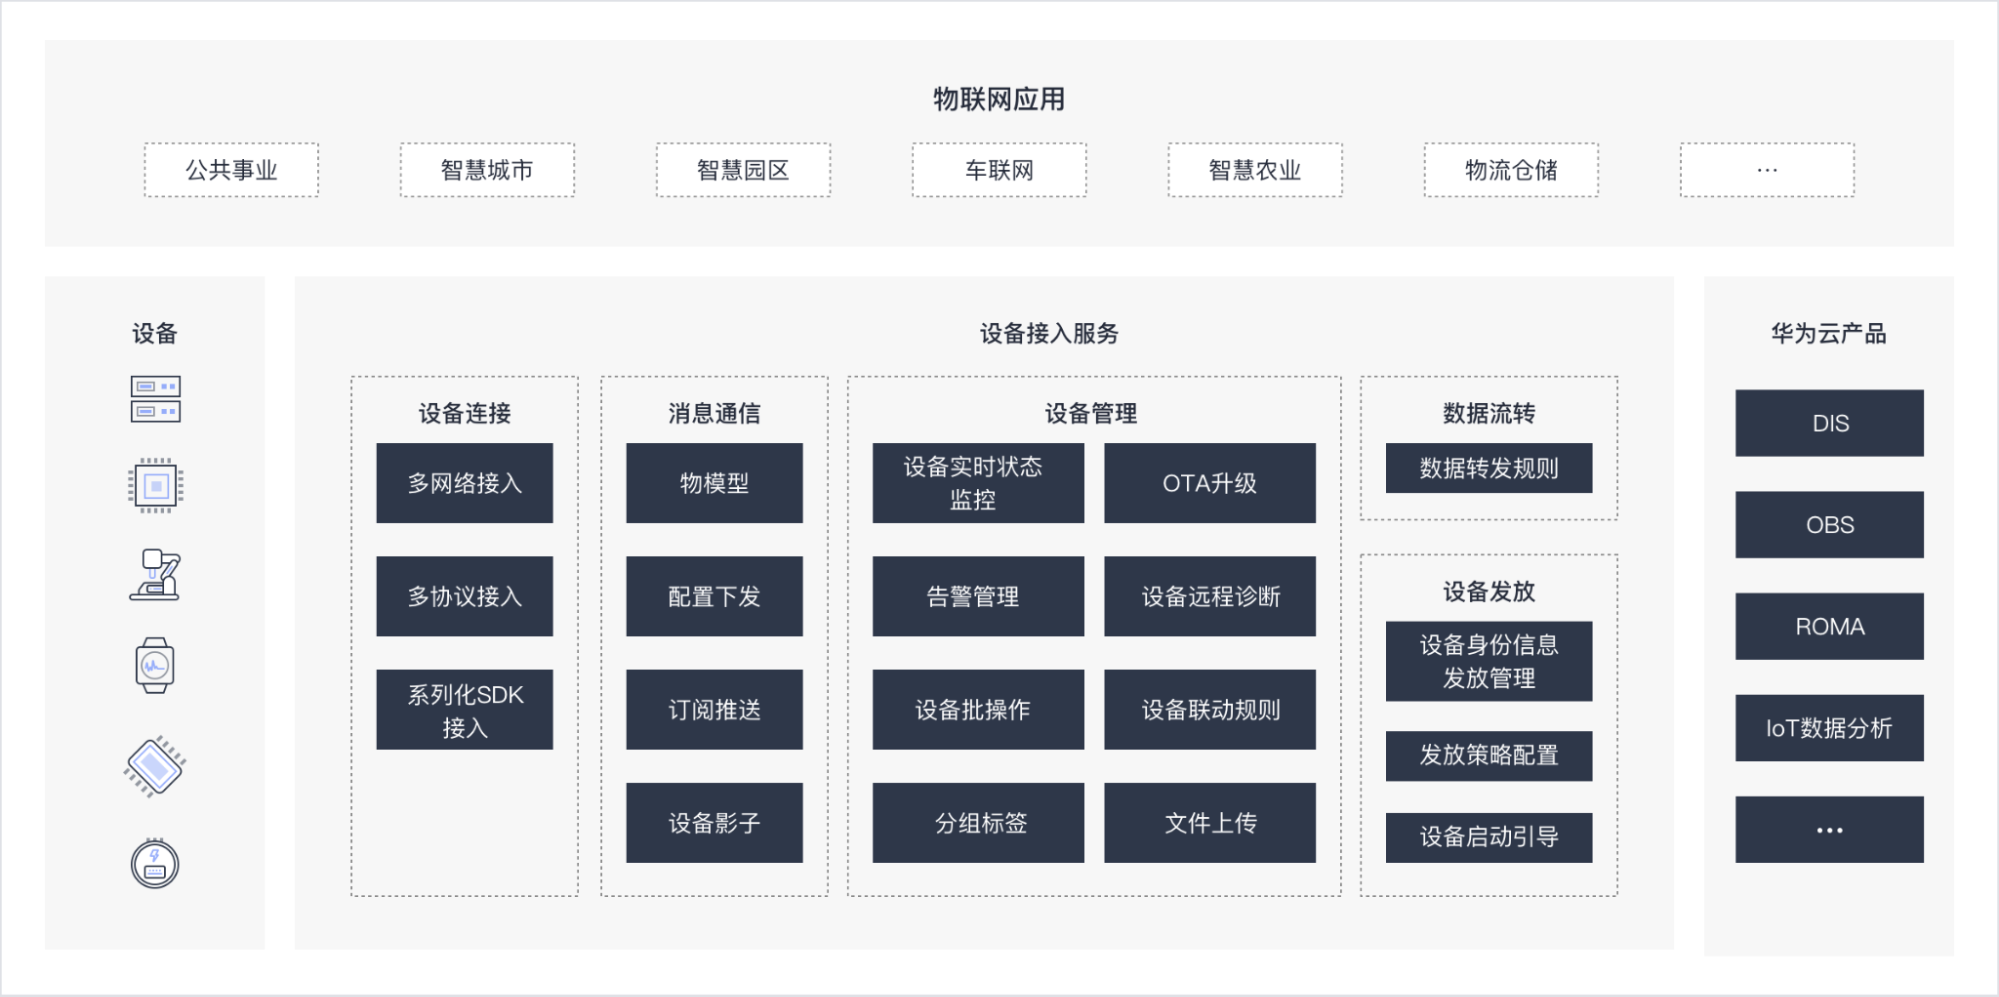 物联网应用
公共事业
智慧城市
智慧园区
车联网
智慧农业
物流仓储
···
设备
设备接入服务
设备连接
多网络接入
多协议接入
系列化SDK
接入
消息通信
物模型
配置下发
订阅推送
设备影子
设备管理
设备实时状态
监控
OTA升级
告警管理
设备远程诊断
设备批操作
设备联动规则
分组标签
文件上传
数据流转
数据转发规则
设备发放
设备身份信息
发放管理
发放策略配置
设备启动引导
华为云产品
DIS
OBS
ROMA
IoT数据分析
···